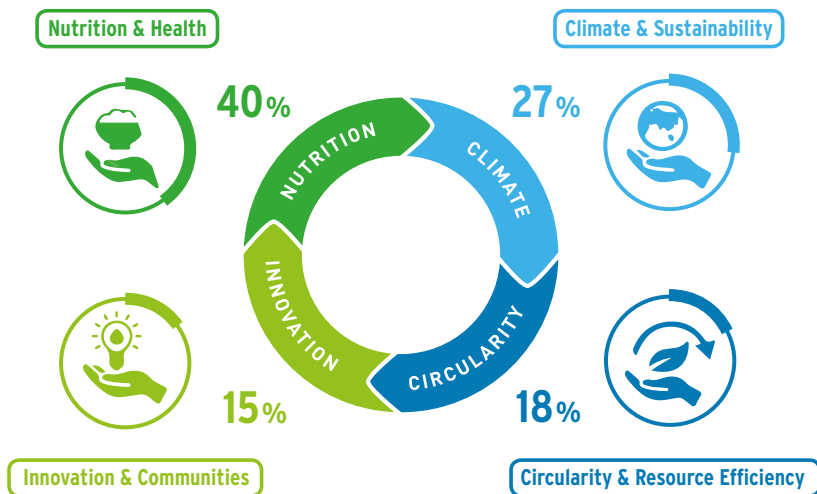 Nutrition & Health
Climate & Sustainability
40%
27%
NUTRITION
CLIMATE
INNOVATION
CIRCULARITY
15%
18%
Innovation & Communities
Circularity & Resource Efficiency